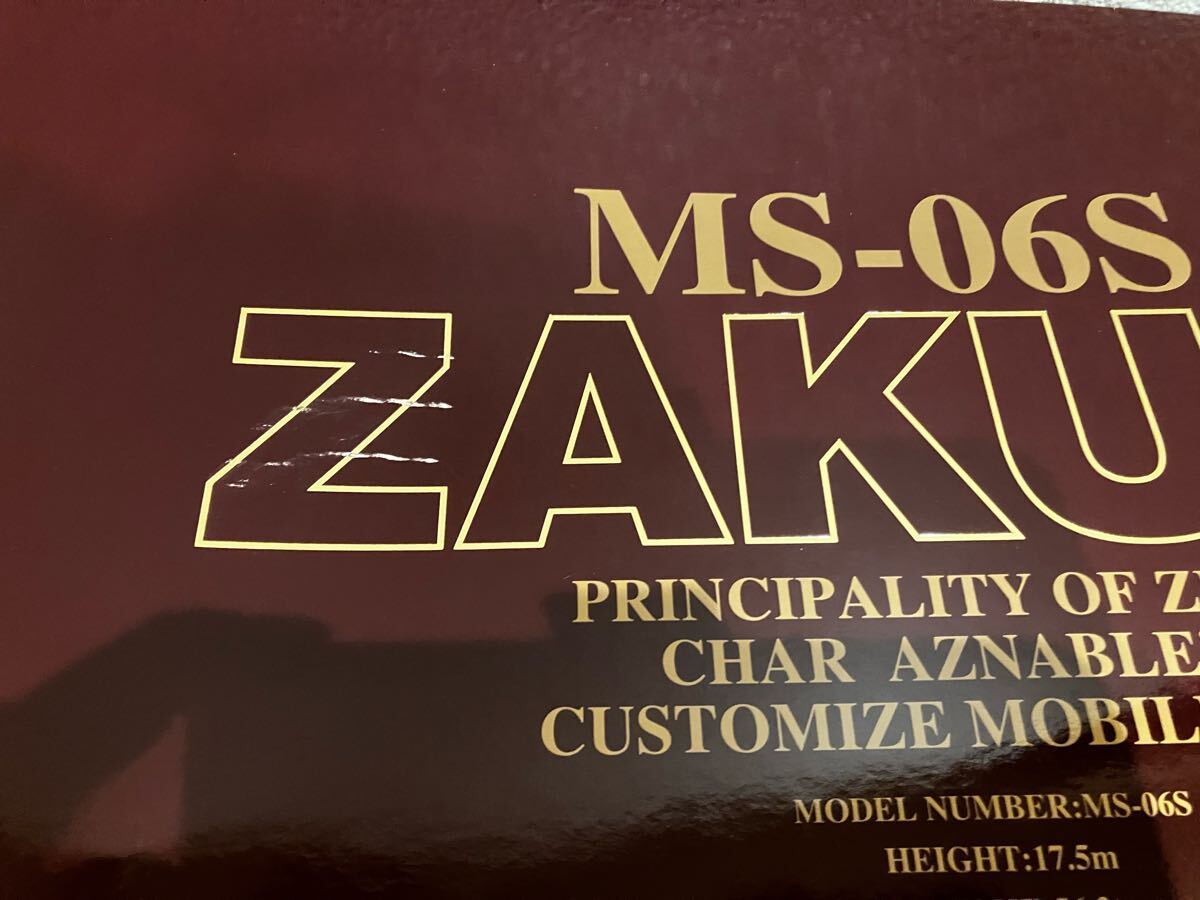 MS-06S
ZAKU
PRINCIPALITY OF Z
CHAR AZNABLE
CUSTOMIZE MOBIL
MODEL NUMBER:MS-06S
HEIGHT:17.5m